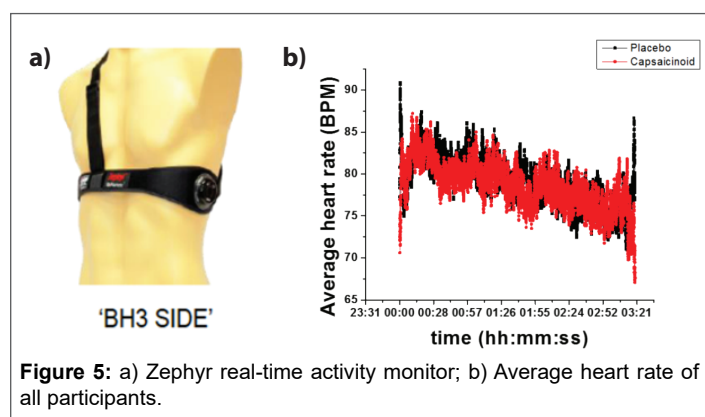 a)
'BH3 SIDE'
b)
Placebo
Capsaicinoid
Average heart rate (BPM)
90
85
80
75
70
65
23:31 00:00 00:28 00:57 01:26 01:55 02:24 02:52 03:21
time (hh:mm:ss)
Figure 5: a) Zephyr real-time activity monitor; b) Average heart rate of
all participants.